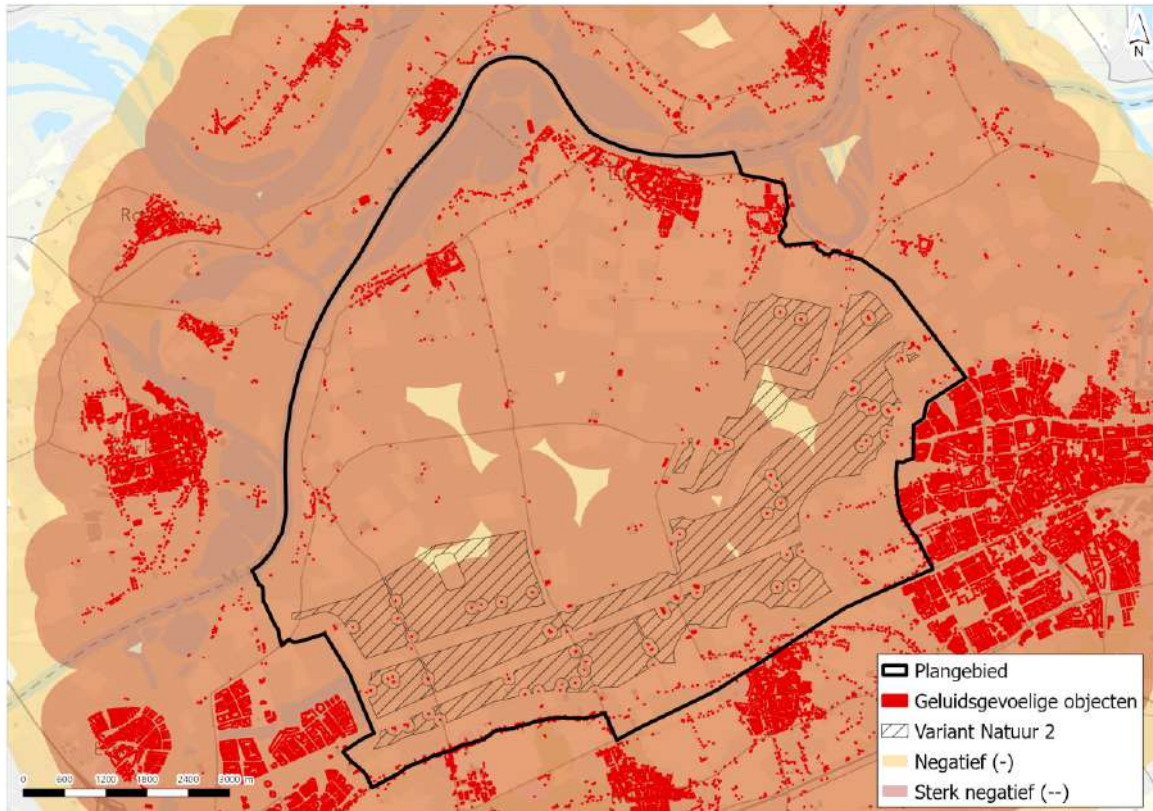 N
Plangebied
Geluidsgevoelige objecten
Variant Natuur 2
Negatief (-)
Sterk negatief (--)
0 600 1200 1800 2400 3000 m